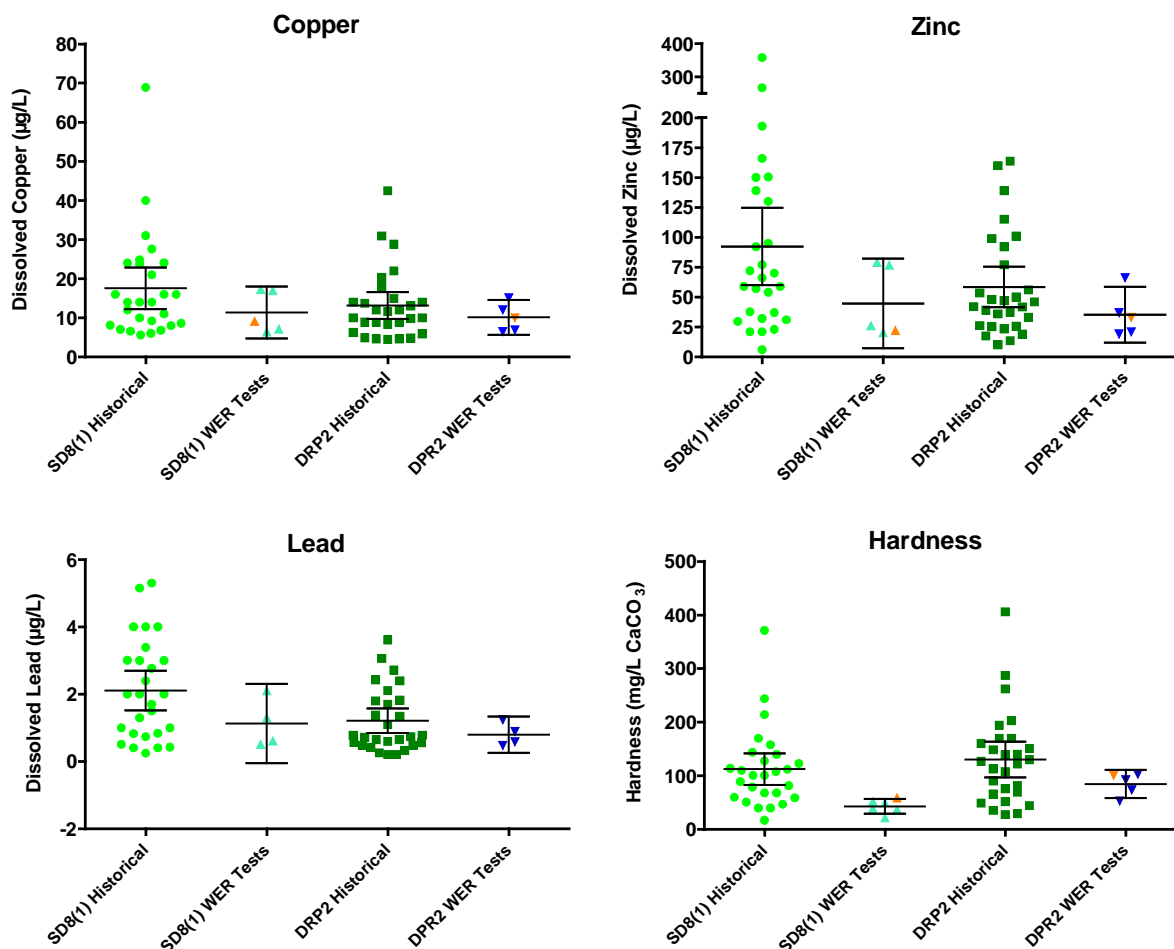 Copper
Dissolved Copper (µg/L)
80
70
60
50
40
30
20
10
0
SD8(1) Historical
SD8(1) WER Tests
DRP2 Historical
DPR2 WER Tests
Zinc
Dissolved Zinc (µg/L)
400
300
200
175
150
125
100
75
50
25
0
SD8(1) Historical
SD8(1) WER Tests
DRP2 Historical
DPR2 WER Tests
Lead
Dissolved Lead (µg/L)
6
4
2
0
-2
SD8(1) Historical
SD8(1) WER Tests
DRP2 Historical
DPR2 WER Tests
Hardness
Hardness (mg/L CaCO₃)
500
400
300
200
100
0
SD8(1) Historical
SD8(1) WER Tests
DRP2 Historical
DPR2 WER Tests